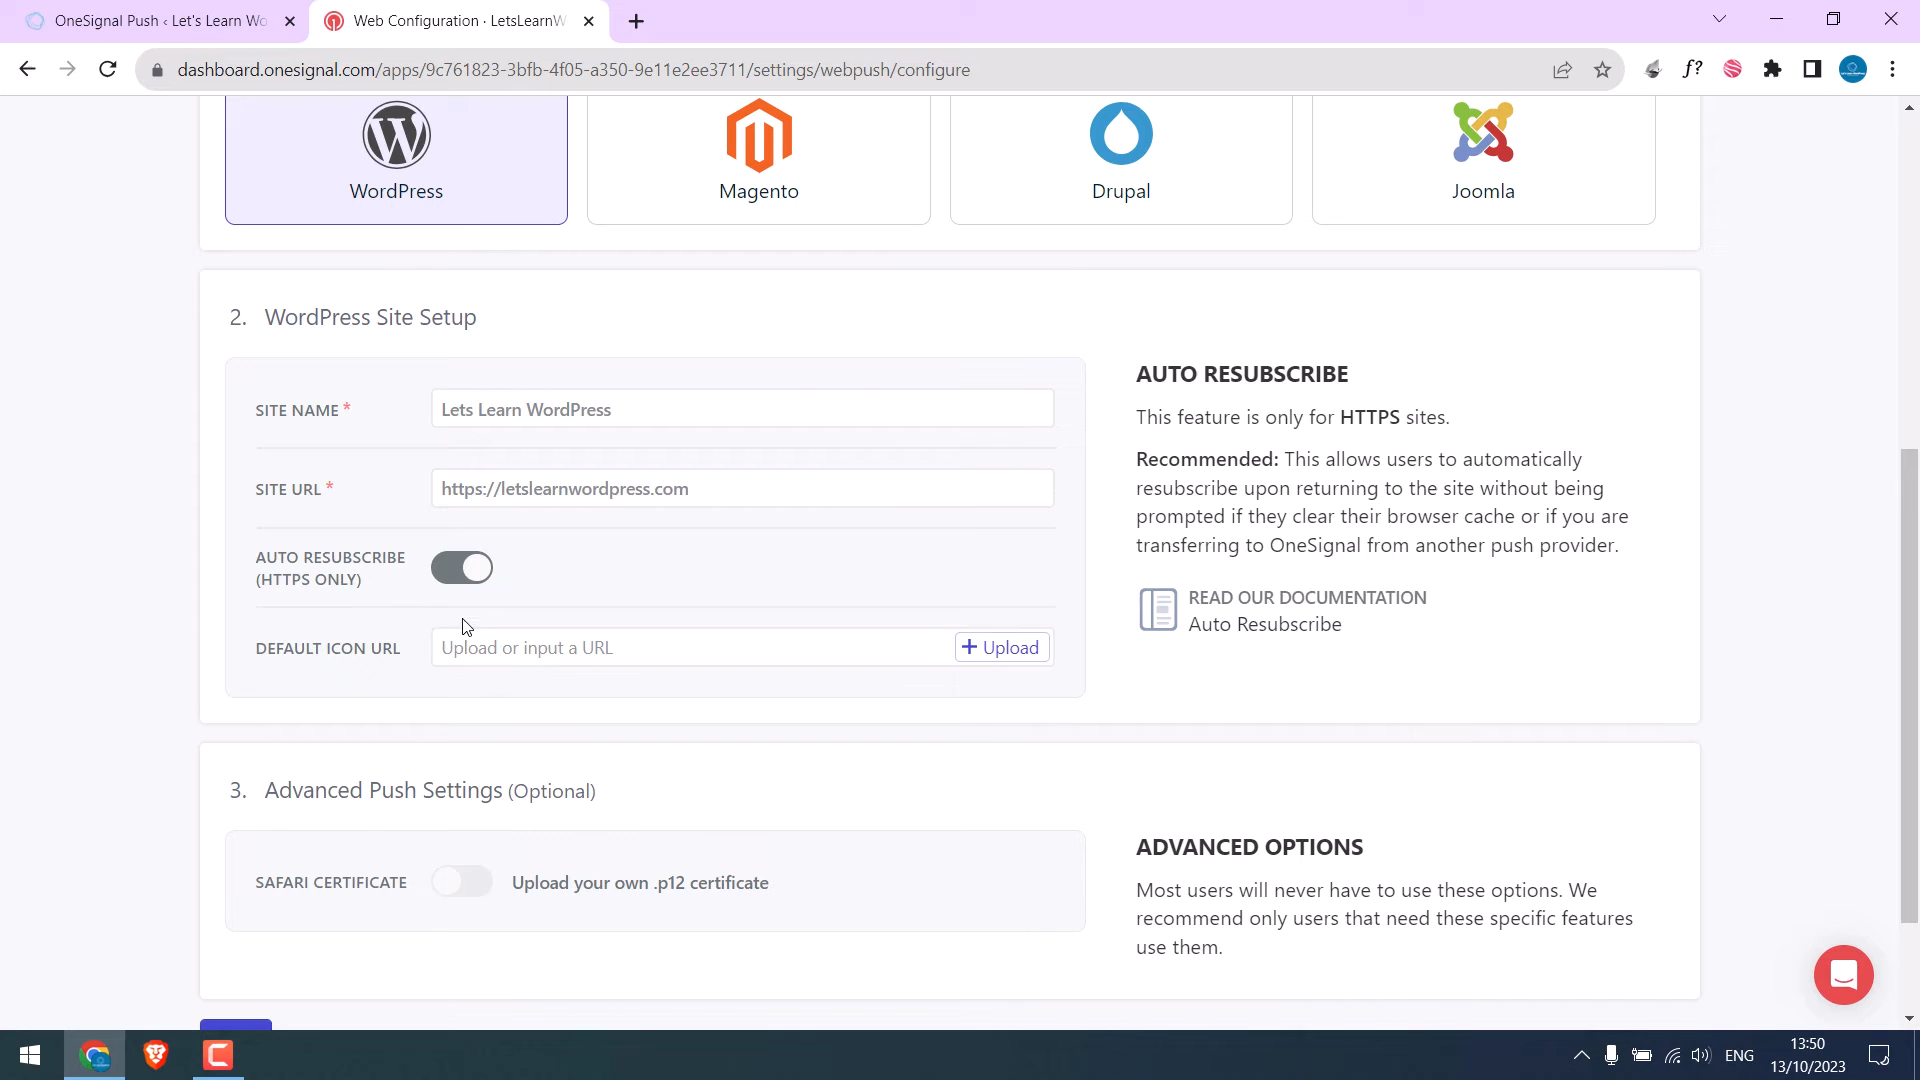 OneSignal Push ‹ Let's Learn Wo
Web Configuration · LetsLearnW
dashboard.onesignal.com/apps/9c761823-3bfb-4f05-a350-9e11e2ee3711/settings/webpush/configure
f?
WordPress
Magento
Drupal
Joomla
2. WordPress Site Setup
SITE NAME *
Lets Learn WordPress
SITE URL *
https://letslearnwordpress.com
AUTO RESUBSCRIBE
(HTTPS ONLY)
DEFAULT ICON URL
Upload or input a URL
+ Upload
AUTO RESUBSCRIBE
This feature is only for HTTPS sites.
Recommended: This allows users to automatically
resubscribe upon returning to the site without being
prompted if they clear their browser cache or if you are
transferring to OneSignal from another push provider.
READ OUR DOCUMENTATION
Auto Resubscribe
3. Advanced Push Settings (Optional)
SAFARI CERTIFICATE
Upload your own .p12 certificate
ADVANCED OPTIONS
Most users will never have to use these options. We
recommend only users that need these specific features
use them.
ENG
13:50
13/10/2023